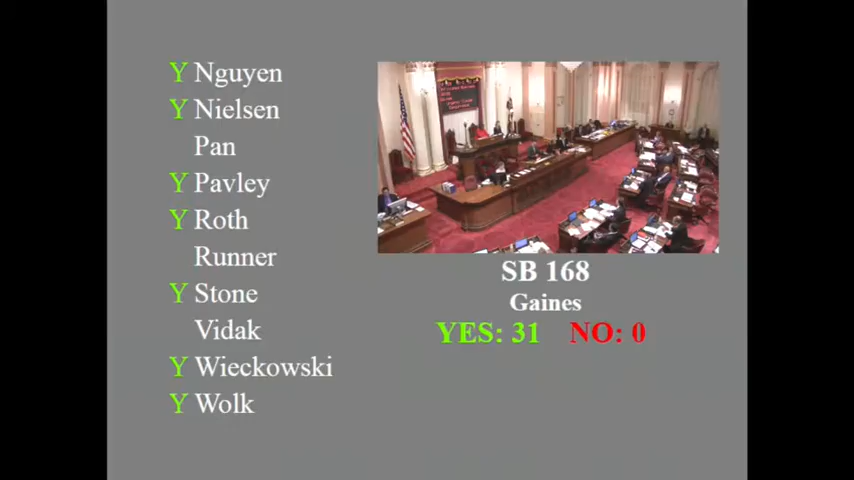 Y Nguyen
Y Nielsen
Pan
Y Pavley
Y Roth
Runner
Y Stone
Vidak
Y Wieckowski
Y Wolk
SB 168
Gaines
YES: 31 NO: 0